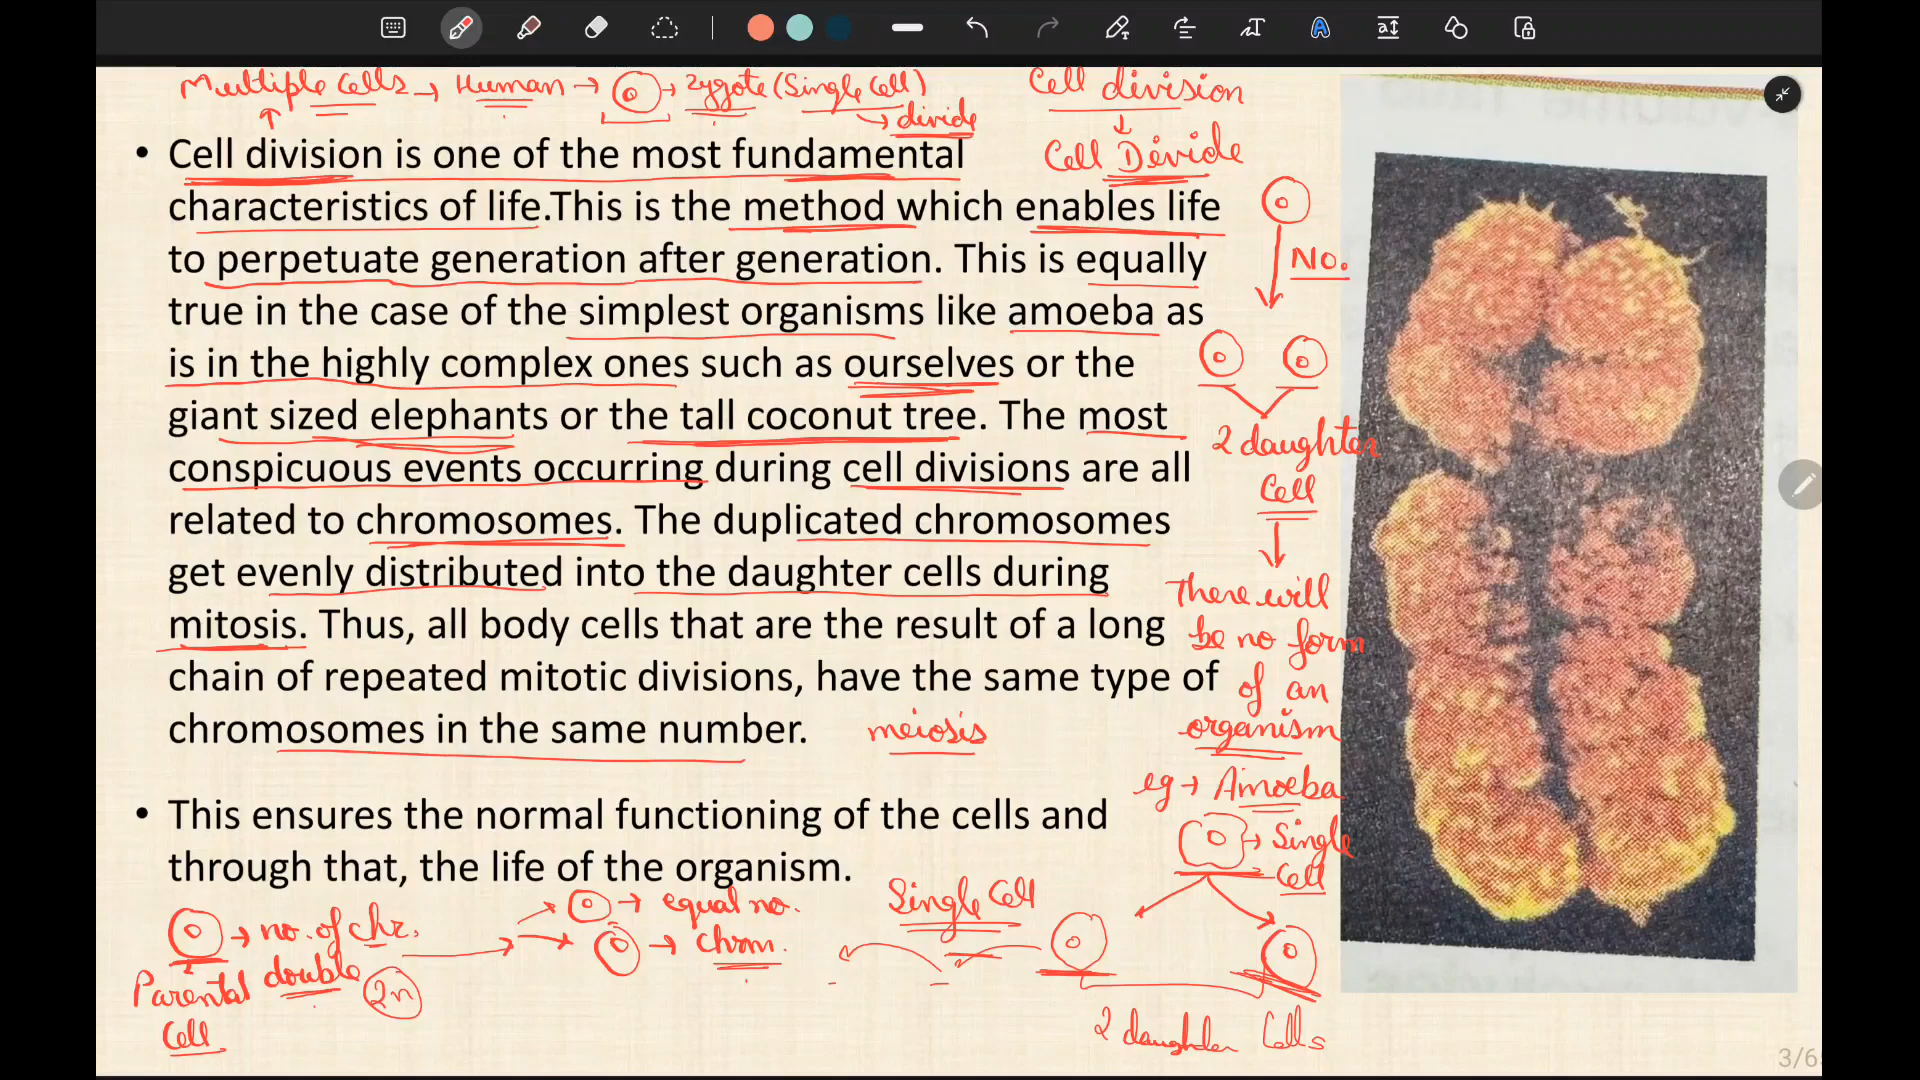 Multiple Cells → Human → → Zygote (Single Cell)
→ divide
Cell division
↓
Cell Devide
• Cell division is one of the most fundamental
characteristics of life.This is the method which enables life
to perpetuate generation after generation. This is equally
true in the case of the simplest organisms like amoeba as
is in the highly complex ones such as ourselves or the
giant sized elephants or the tall coconut tree. The most
conspicuous events occurring during cell divisions are all
related to chromosomes. The duplicated chromosomes
get evenly distributed into the daughter cells during
mitosis. Thus, all body cells that are the result of a long
chain of repeated mitotic divisions, have the same type of
chromosomes in the same number.
meiosis
• This ensures the normal functioning of the cells and
through that, the life of the organism.
No.
2 daughter
Cell
There will
be no form
of an
organism
eg → Amoeba
→ Single
Cell
2 daughter Cells
Single Cell
→ no. of chr.
double
2n
Parental
Cell
→ equal no.
→ chrm.
3/6